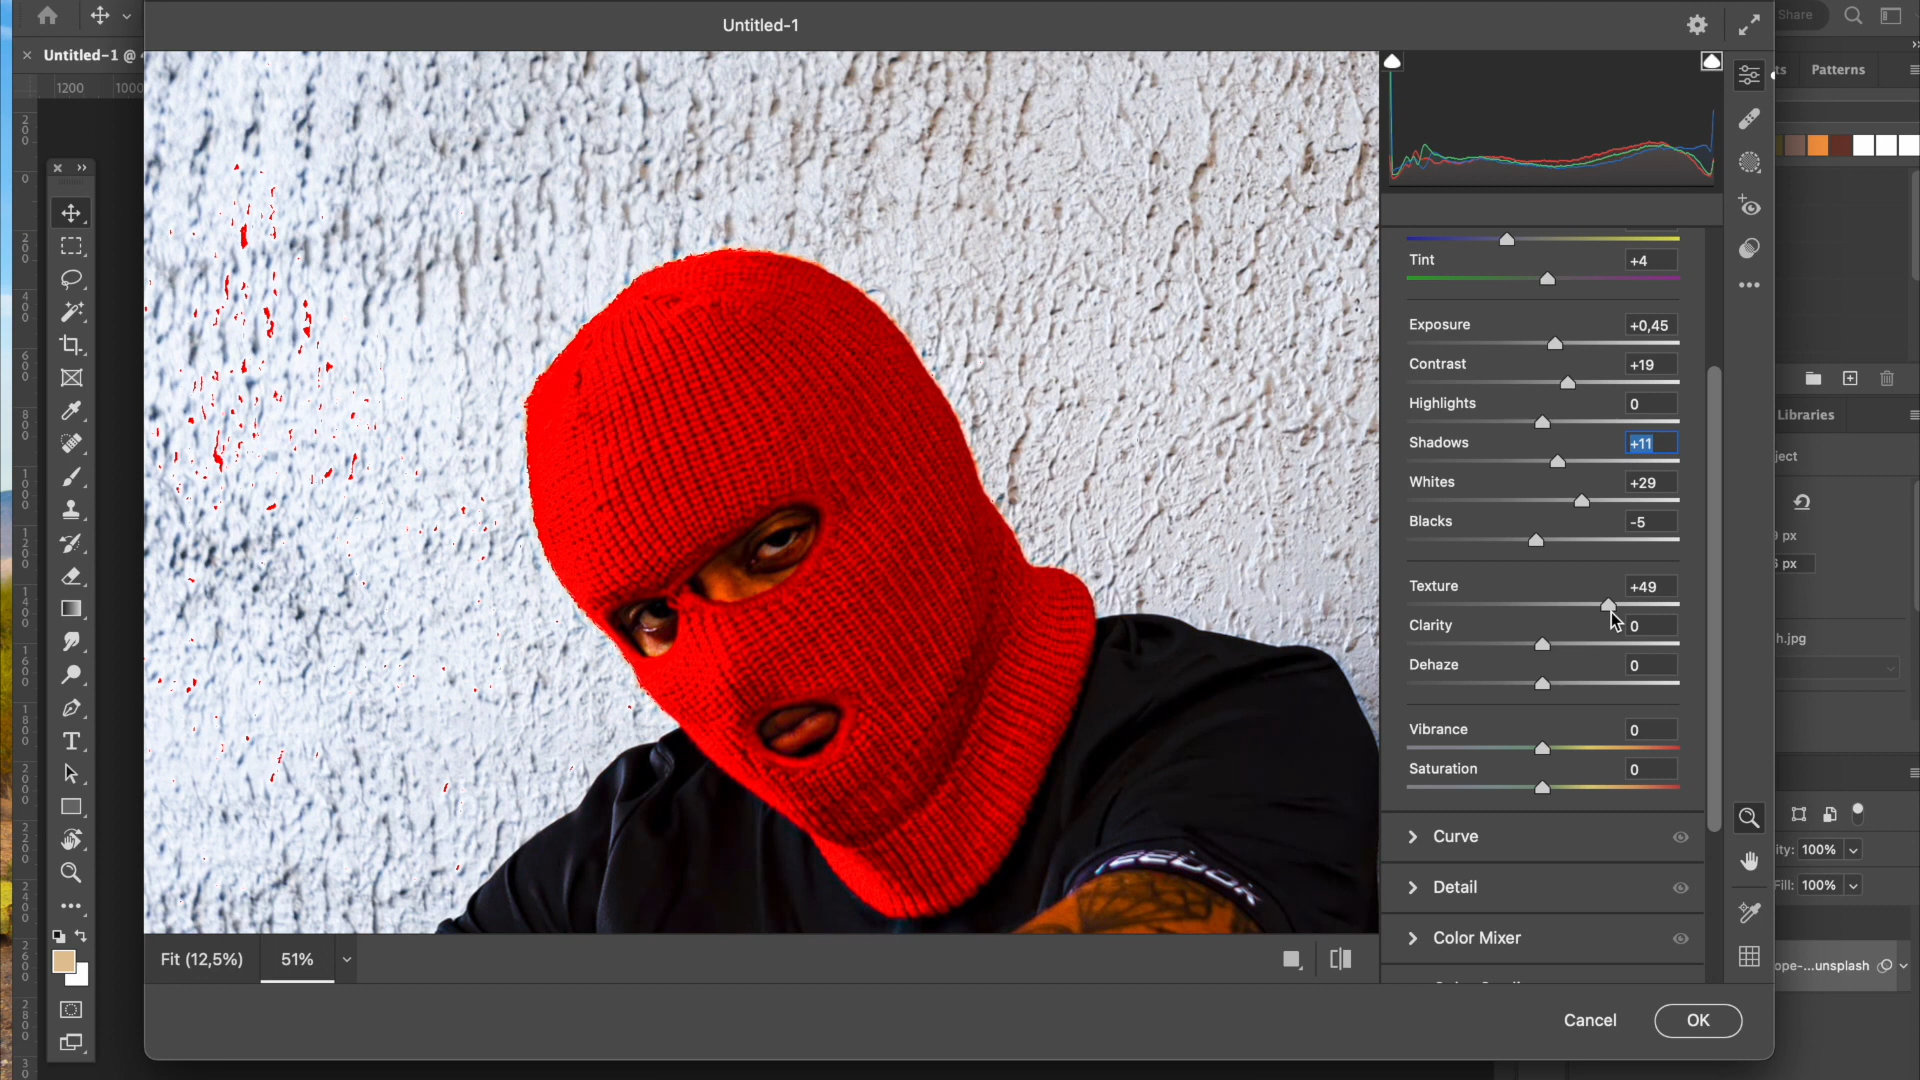 Untitled-1
Share
Untitled-1 @
Patterns
1200
1000
Tint
+4
Exposure
+0,45
Contrast
+19
Highlights
0
Libraries
Shadows
+11
Whites
+29
Blacks
-5
px
px
Texture
+49
Clarity
0
h.jpg
Dehaze
0
Vibrance
0
Saturation
0
Curve
ity: 100%
Fill: 100%
Detail
Color Mixer
Fit (12,5%)
51%
ope-...unsplash
Cancel
OK